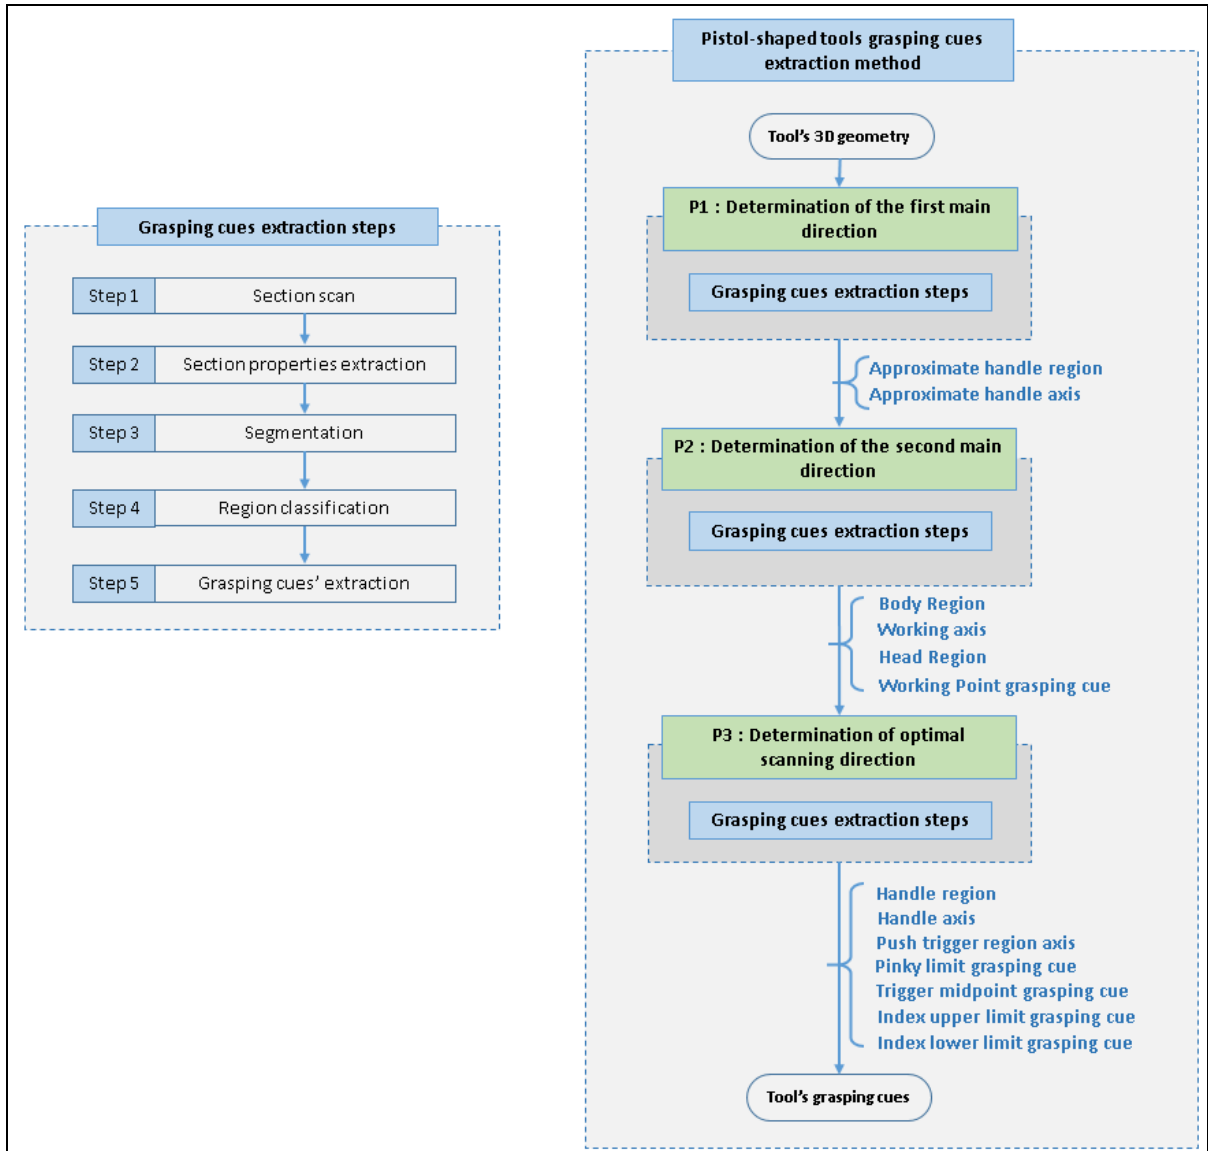 Grasping cues extraction steps
Step 1 Section scan
Step 2 Section properties extraction
Step 3 Segmentation
Step 4 Region classification
Step 5 Grasping cues’ extraction
Pistol-shaped tools grasping cues
extraction method
Tool’s 3D geometry
P1 : Determination of the first main
direction
Grasping cues extraction steps
Approximate handle region
Approximate handle axis
P2 : Determination of the second main
direction
Grasping cues extraction steps
Body Region
Working axis
Head Region
Working Point grasping cue
P3 : Determination of optimal
scanning direction
Grasping cues extraction steps
Handle region
Handle axis
Push trigger region axis
Pinky limit grasping cue
Trigger midpoint grasping cue
Index upper limit grasping cue
Index lower limit grasping cue
Tool’s grasping cues